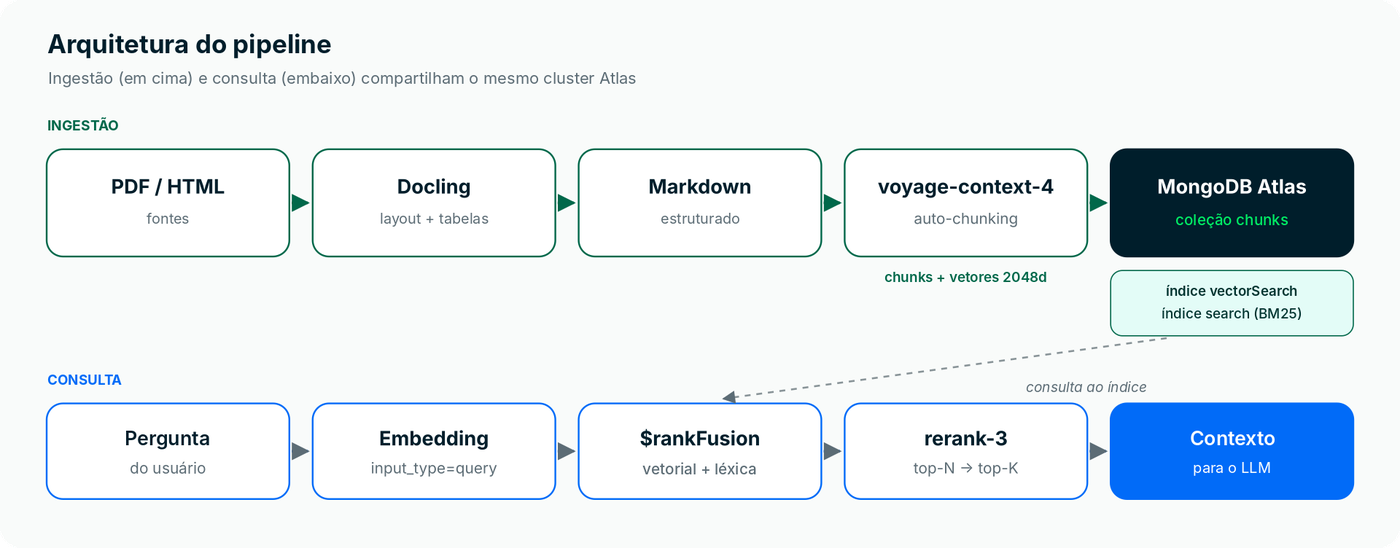 Arquitetura do pipeline
Ingestão (em cima) e consulta (embaixo) compartilham o mesmo cluster Atlas
INGESTÃO
PDF / HTML
fontes
Docling
layout + tabelas
Markdown
estruturado
voyage-context-4
auto-chunking
MongoDB Atlas
coleção chunks
chunks + vetores 2048d
índice vectorSearch
índice search (BM25)
consulta ao índice
CONSULTA
Pergunta
do usuário
Embedding
input_type=query
$rankFusion
vetorial + léxica
rerank-3
top-N → top-K
Contexto
para o LLM